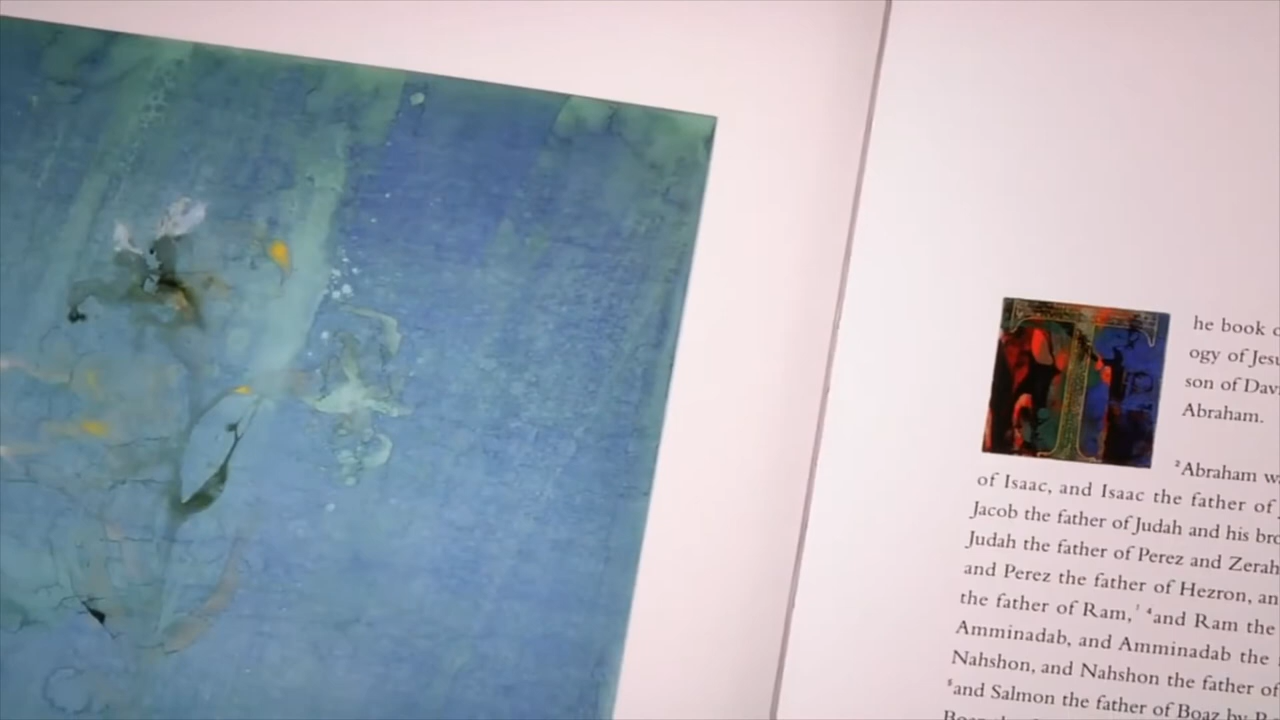 T
he book
ogy of Jesu
son of Dav
Abraham.
²Abraham w
of Isaac, and Isaac the father of
Jacob the father of Judah and his bro
Judah the father of Perez and Zerah
and Perez the father of Hezron, an
the father of Ram,¹ ⁴and Ram the
Amminadab, and Amminadab the
Nahshon, and Nahshon the father of
⁵and Salmon the father of Boaz by